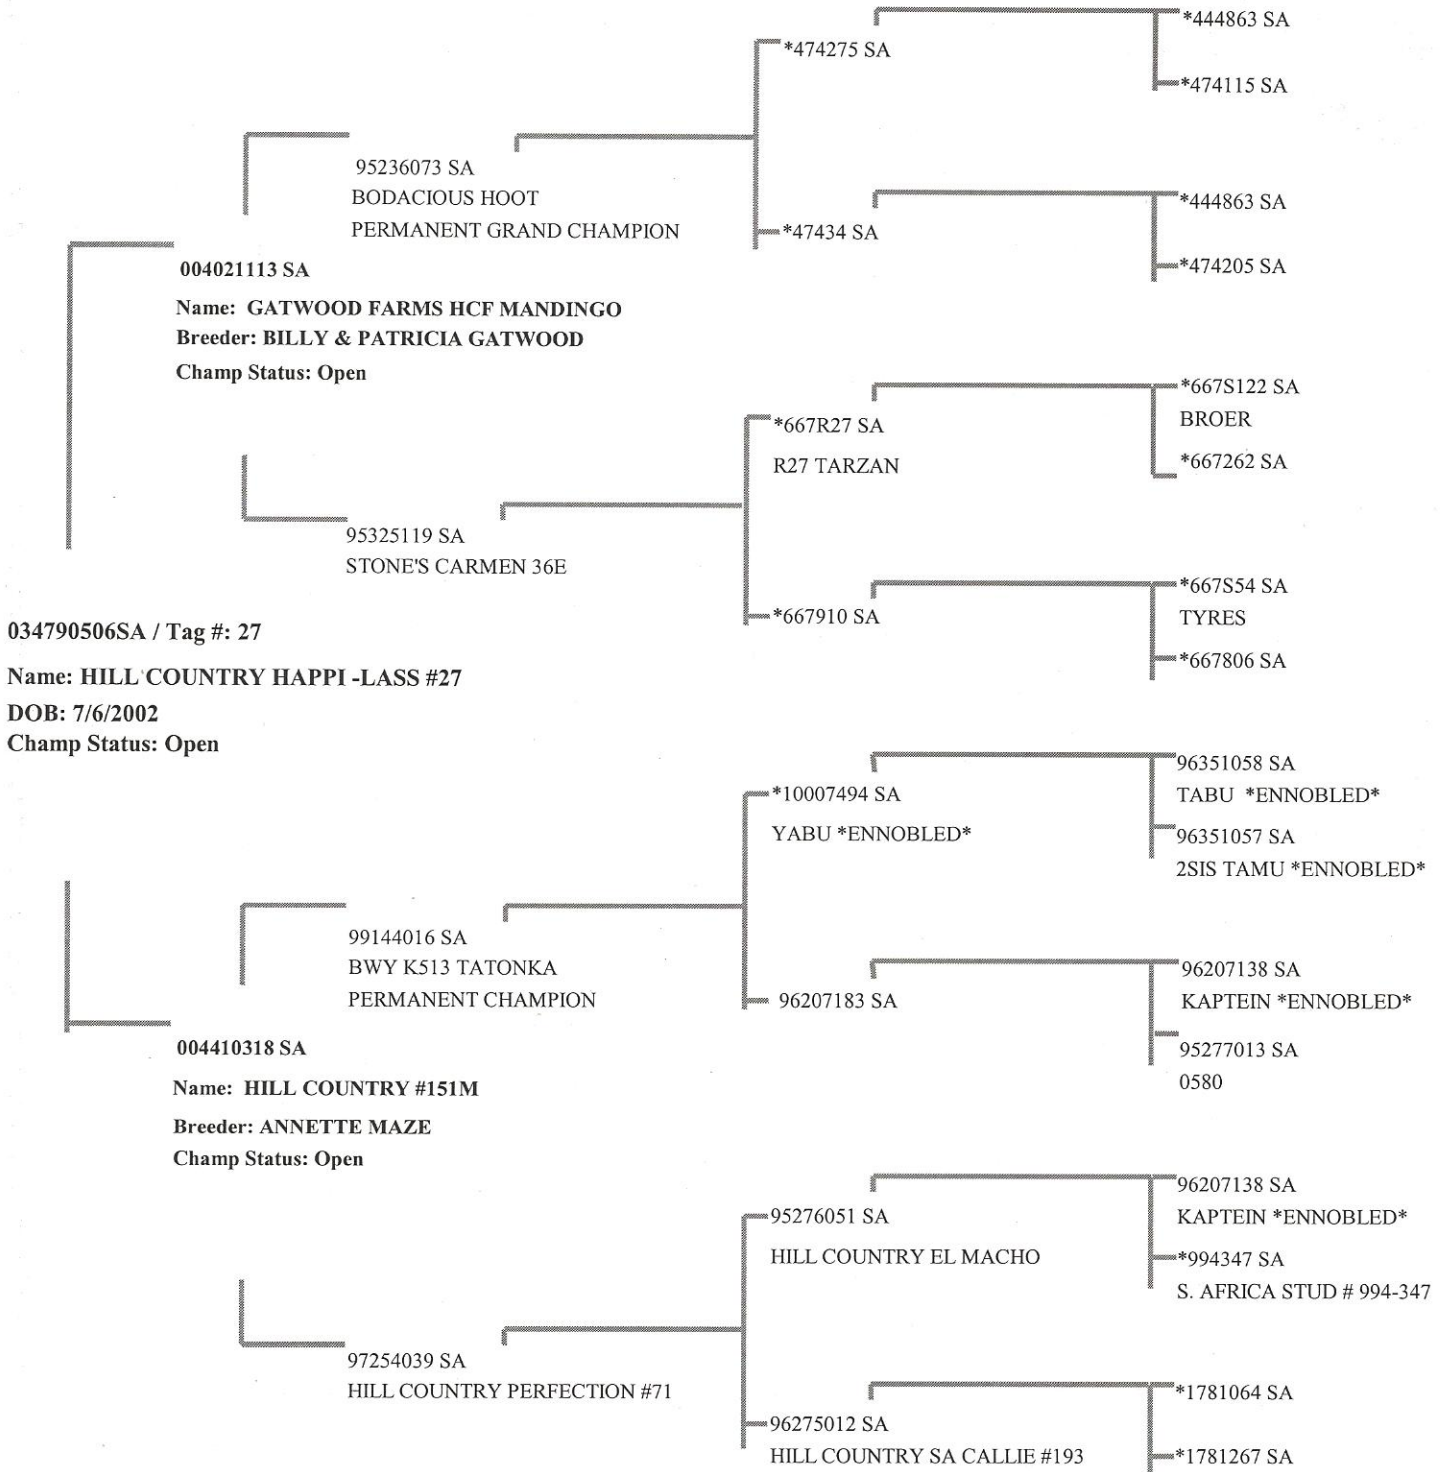 *444863 SA
*474275 SA
*474115 SA
95236073 SA
BODACIOUS HOOT
PERMANENT GRAND CHAMPION
*444863 SA
*47434 SA
*474205 SA
004021113 SA
Name: GATWOOD FARMS HCF MANDINGO
Breeder: BILLY & PATRICIA GATWOOD
Champ Status: Open
*667S122 SA
BROER
*667R27 SA
R27 TARZAN
*667262 SA
95325119 SA
STONE'S CARMEN 36E
*667S54 SA
TYRES
*667910 SA
*667806 SA
034790506SA / Tag #: 27
Name: HILL COUNTRY HAPPI -LASS #27
DOB: 7/6/2002
Champ Status: Open
96351058 SA
TABU *ENNOBLED*
*10007494 SA
YABU *ENNOBLED*
96351057 SA
2SIS TAMU *ENNOBLED*
99144016 SA
BWY K513 TATONKA
PERMANENT CHAMPION
96207138 SA
KAPTEIN *ENNOBLED*
96207183 SA
95277013 SA
0580
004410318 SA
Name: HILL COUNTRY #151M
Breeder: ANNETTE MAZE
Champ Status: Open
96207138 SA
KAPTEIN *ENNOBLED*
95276051 SA
HILL COUNTRY EL MACHO
*994347 SA
S. AFRICA STUD # 994-347
97254039 SA
HILL COUNTRY PERFECTION #71
*1781064 SA
96275012 SA
HILL COUNTRY SA CALLIE #193
*1781267 SA